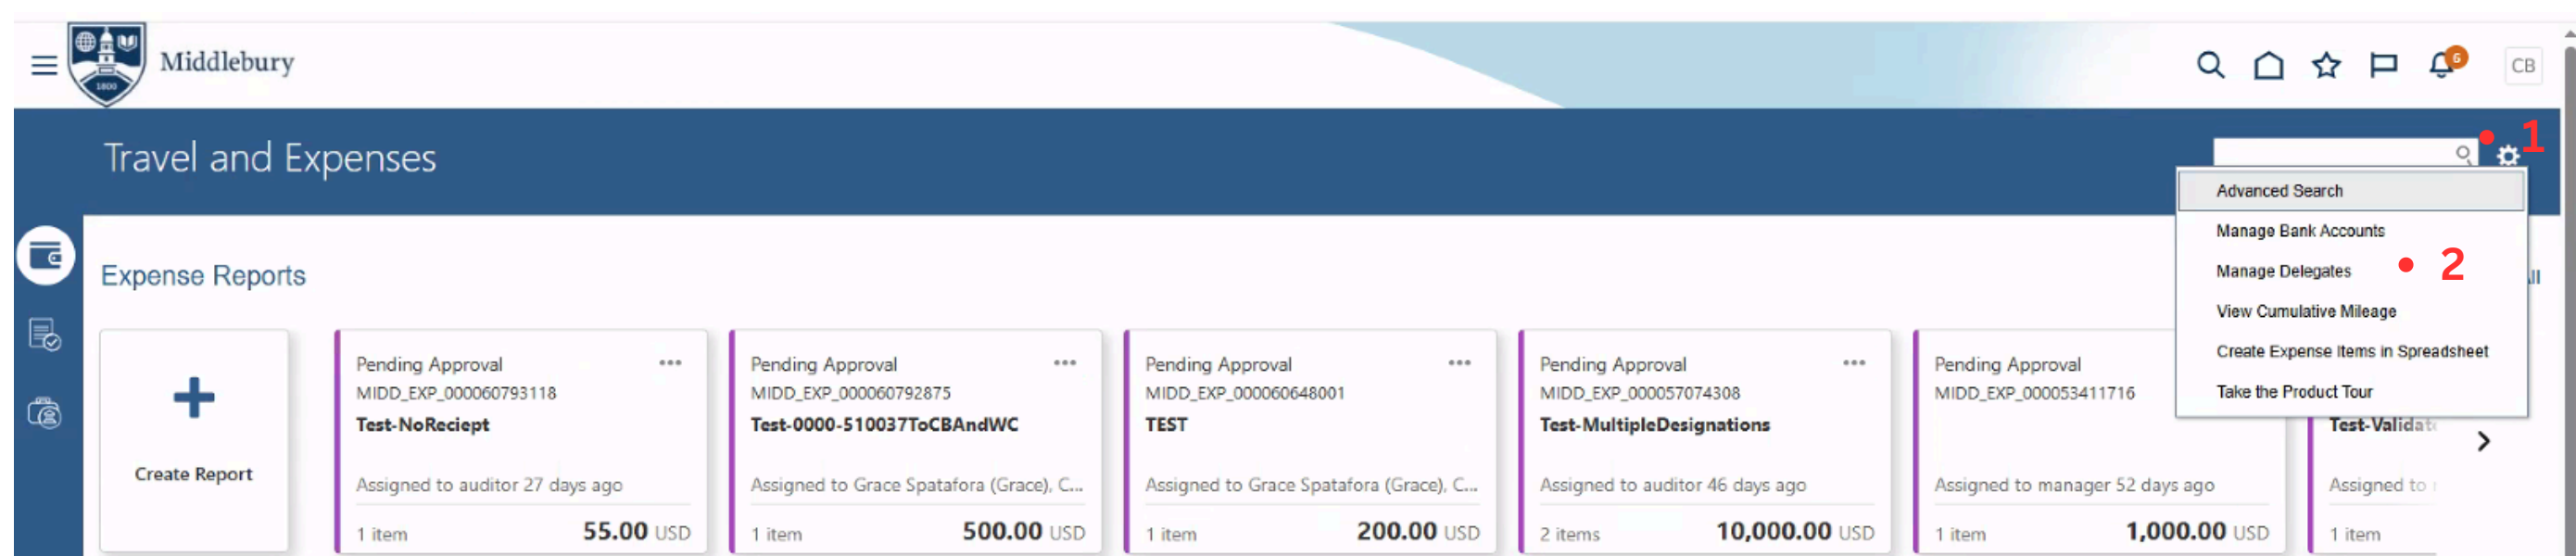 Middlebury
1800
6
CB
Travel and Expenses
1
Advanced Search
Manage Bank Accounts
Manage Delegates
2
View Cumulative Mileage
Create Expense Items in Spreadsheet
Take the Product Tour
Expense Reports
Create Report
Pending Approval
MIDD_EXP_000060793118
Test-NoReciept
Assigned to auditor 27 days ago
1 item 55.00 USD
Pending Approval
MIDD_EXP_000060792875
Test-0000-510037ToCBAndWC
Assigned to Grace Spatafora (Grace), C...
1 item 500.00 USD
Pending Approval
MIDD_EXP_000060648001
TEST
Assigned to Grace Spatafora (Grace), C...
1 item 200.00 USD
Pending Approval
MIDD_EXP_000057074308
Test-MultipleDesignations
Assigned to auditor 46 days ago
2 items 10,000.00 USD
Pending Approval
MIDD_EXP_000053411716
Assigned to manager 52 days ago
1 item 1,000.00 USD
Test-Validat
Assigned to
1 item